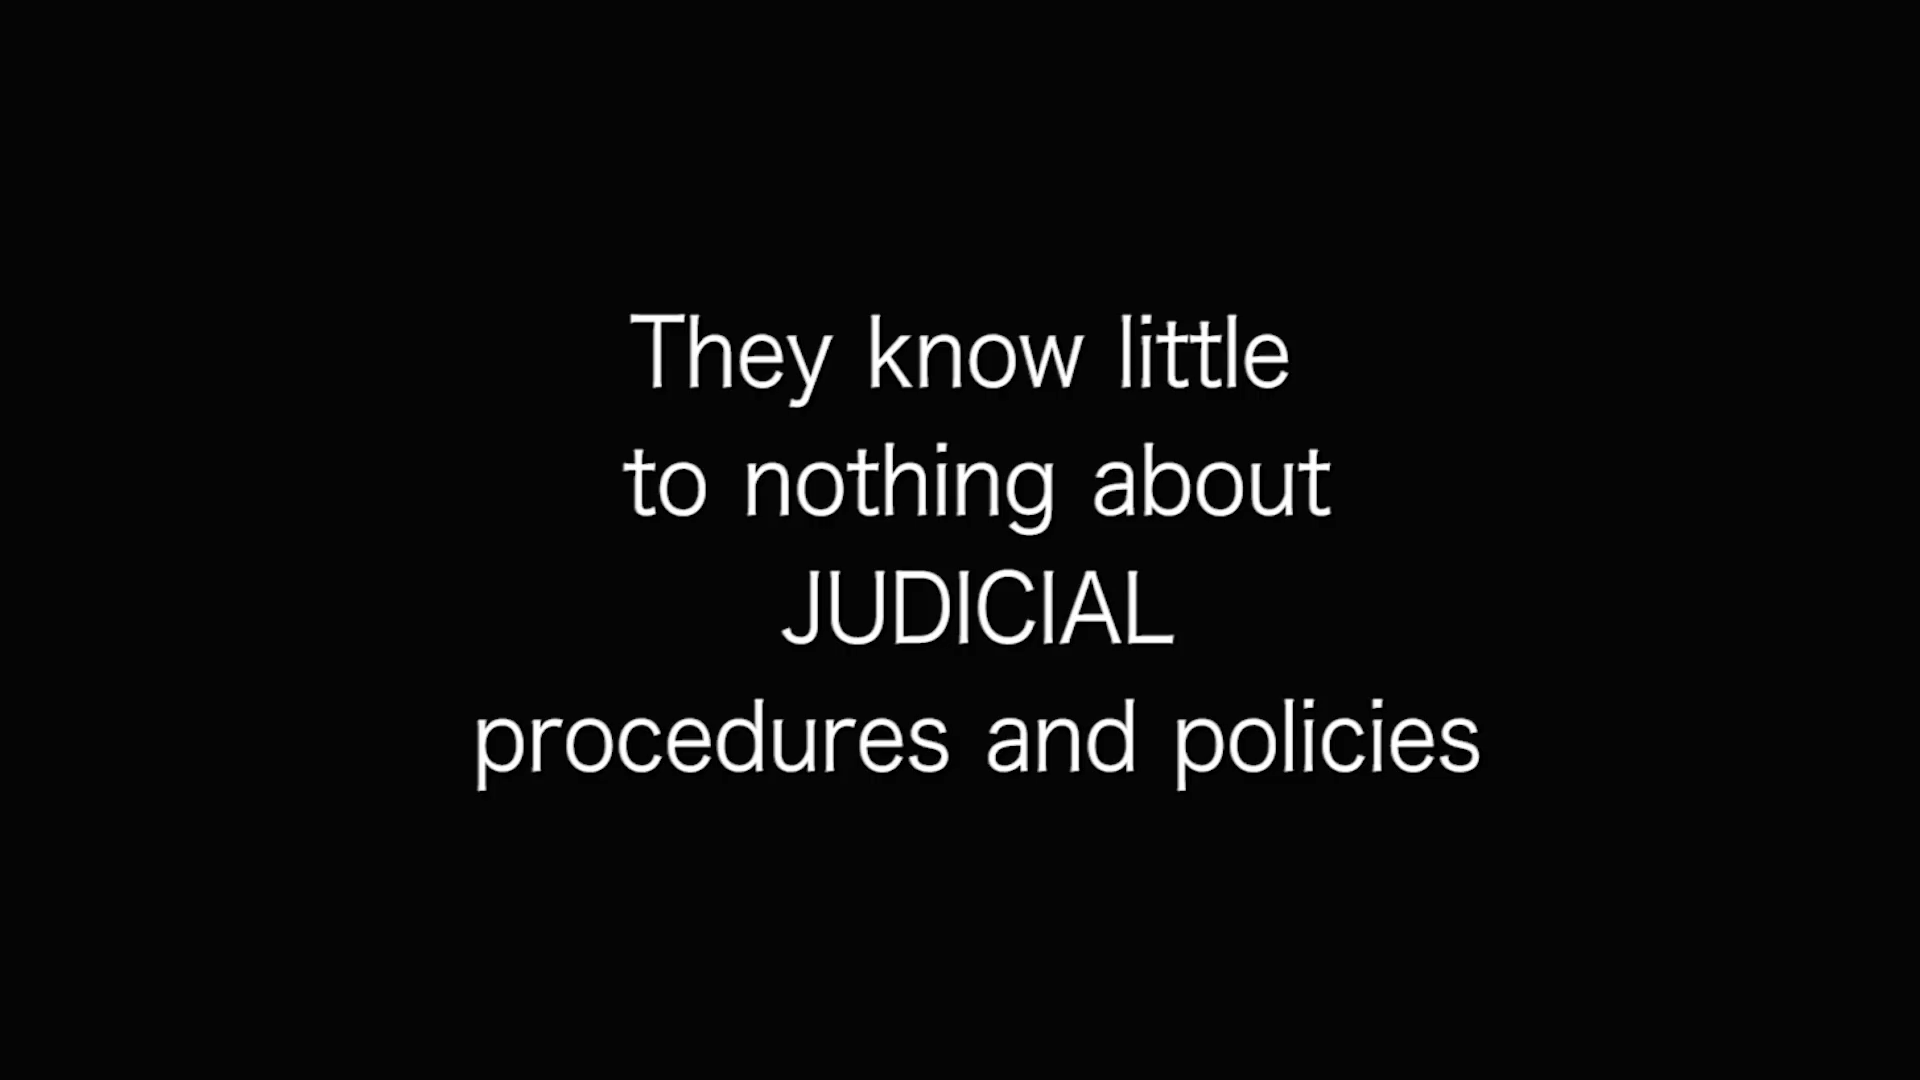 They know little
to nothing about
JUDICIAL
procedures and policies